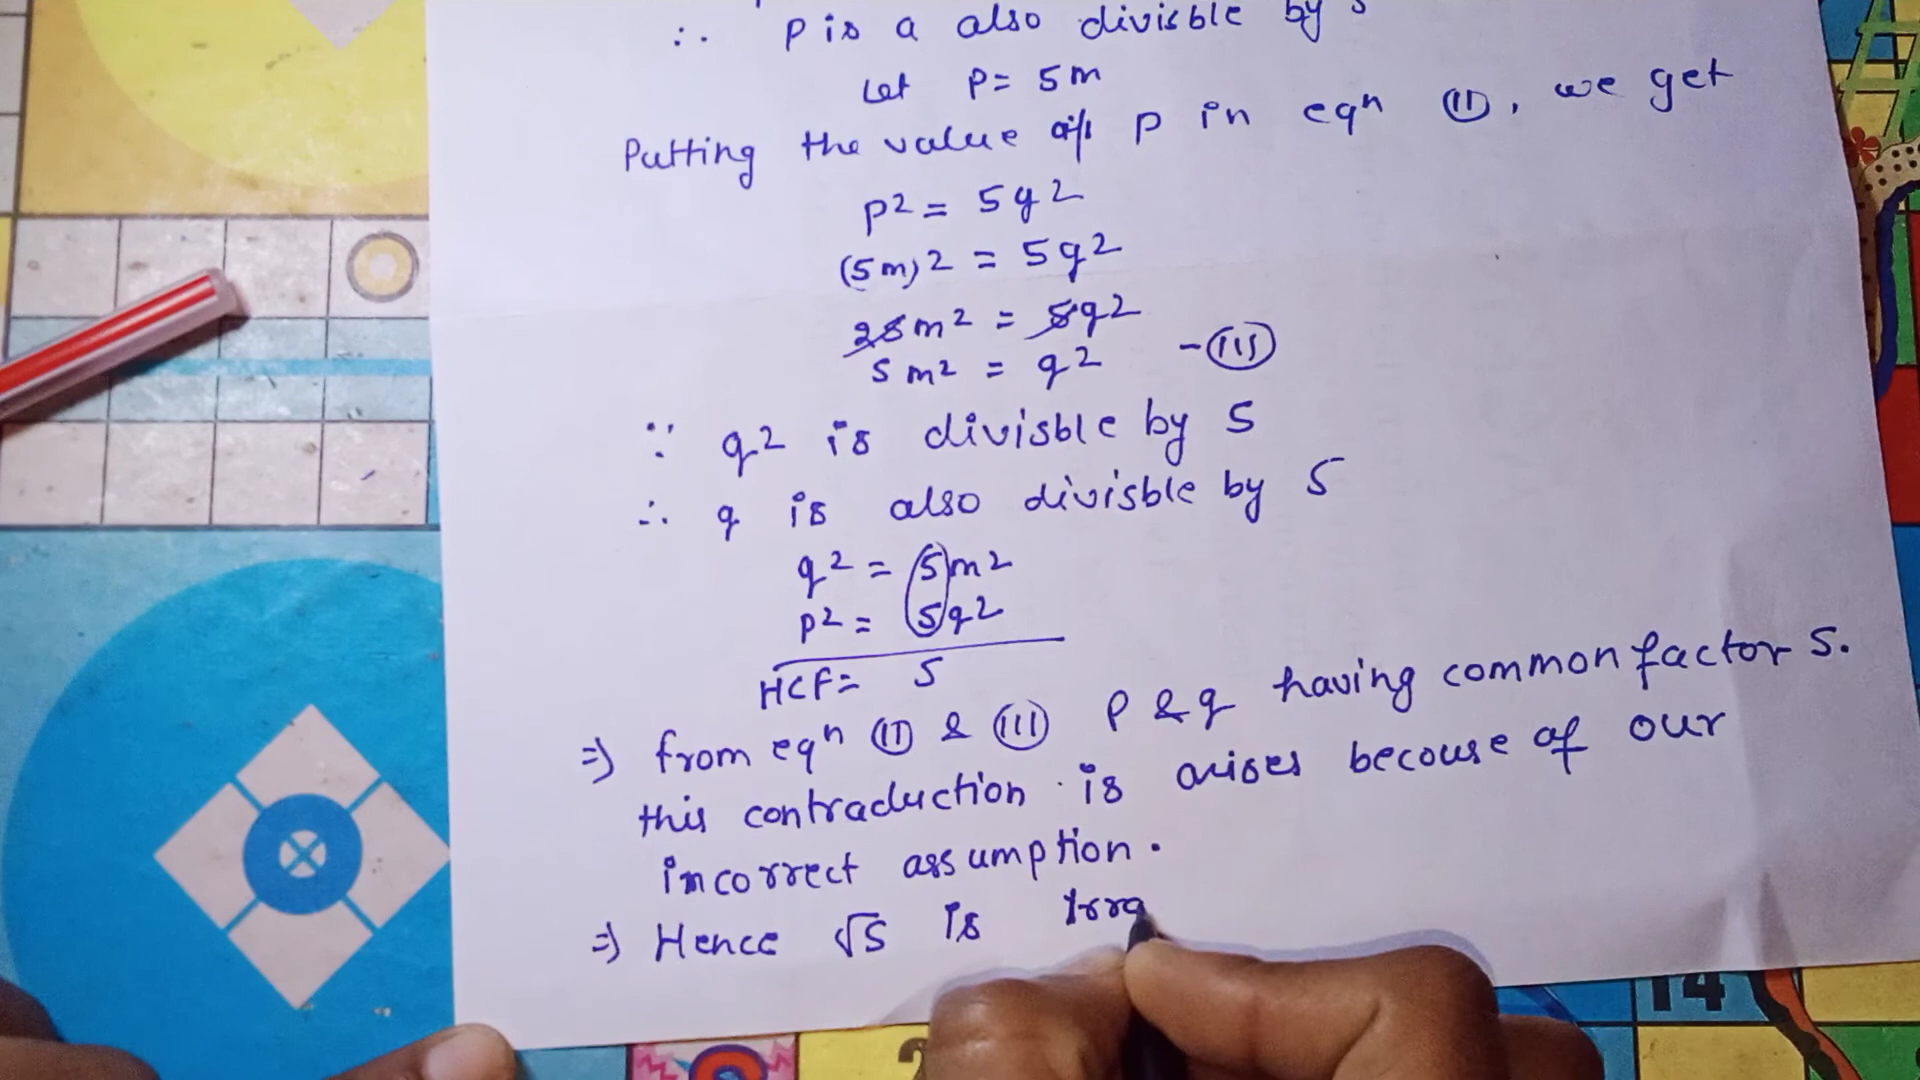 ∴ p is a also divisble by 5
Let p = 5m
Putting the value of p in eqn (II), we get
p2 = 5q2
(5m)2 = 5q2
25m2 = 5q2
5m2 = q2 -(III)
∵ q2 is divisble by 5
∴ q is also divisble by 5
q2 = 5m2
p2 = 5q2
HCF = 5
⇒ from eqn (II) & (III) P & q having common factor 5.
this contraduction is arises becouse of our
incorrect assumption.
⇒ Hence √5 is Irra
14